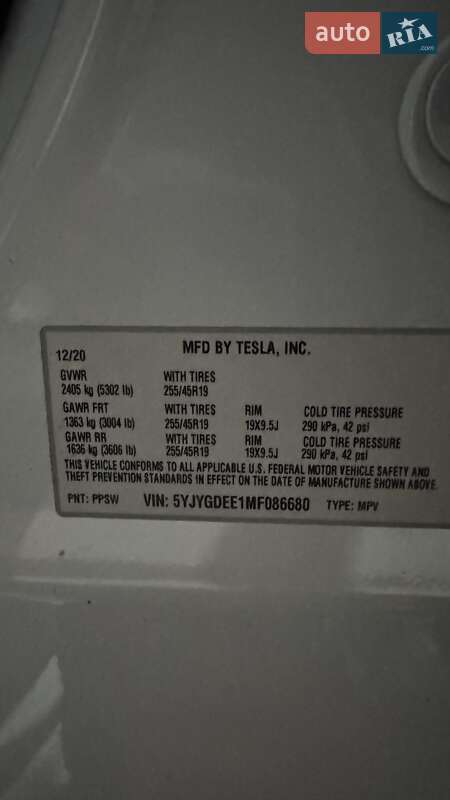 auto RIA .com
12/20 MFD BY TESLA, INC.
GVWR WITH TIRES
2405 kg (5302 lb) 255/45R19
GAWR FRT WITH TIRES RIM COLD TIRE PRESSURE
1363 kg (3004 lb) 255/45R19 19X9.5J 290 kPa, 42 psi
GAWR RR WITH TIRES RIM COLD TIRE PRESSURE
1636 kg (3606 lb) 255/45R19 19X9.5J 290 kPa, 42 psi
THIS VEHICLE CONFORMS TO ALL APPLICABLE U.S. FEDERAL MOTOR VEHICLE SAFETY AND
THEFT PREVENTION STANDARDS IN EFFECT ON THE DATE OF MANUFACTURE SHOWN ABOVE.
PNT: PPSW VIN: 5YJYGDEE1MF086680 TYPE: MPV